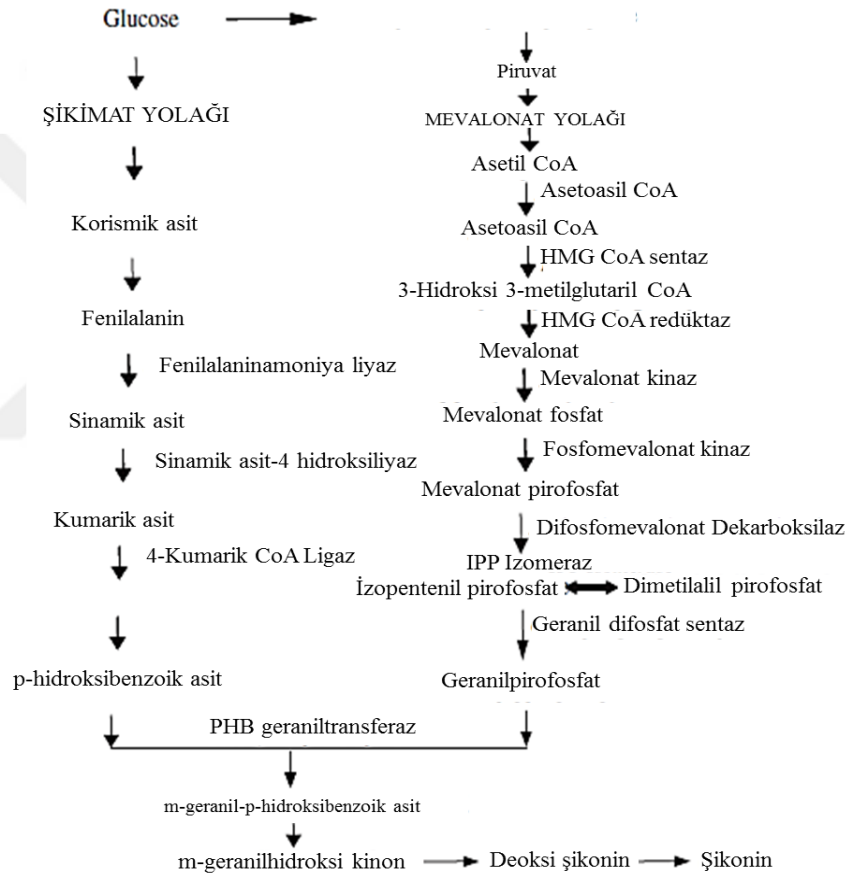 Glucose
ŞİKİMAT YOLAĞI
Korismik asit
Fenilalanin
Fenilalaninamoniya liyaz
Sinamik asit
Sinamik asit-4 hidroksiliyaz
Kumarik asit
4-Kumarik CoA Ligaz
p-hidroksibenzoik asit
Piruvat
MEVALONAT YOLAĞI
Asetil CoA
Asetoasil CoA
Asetoasil CoA
HMG CoA sentaz
3-Hidroksi 3-metilglutaril CoA
HMG CoA redüktaz
Mevalonat
Mevalonat kinaz
Mevalonat fosfat
Fosfomevalonat kinaz
Mevalonat pirofosfat
Difosfomevalonat Dekarboksilaz
IPP Izomeraz
İzopentenil pirofosfat
Dimetilalil pirofosfat
Geranil difosfat sentaz
Geranilpirofosfat
PHB geraniltransferaz
m-geranil-p-hidroksibenzoik asit
m-geranilhidroksi kinon
Deoksi şikonin
Şikonin